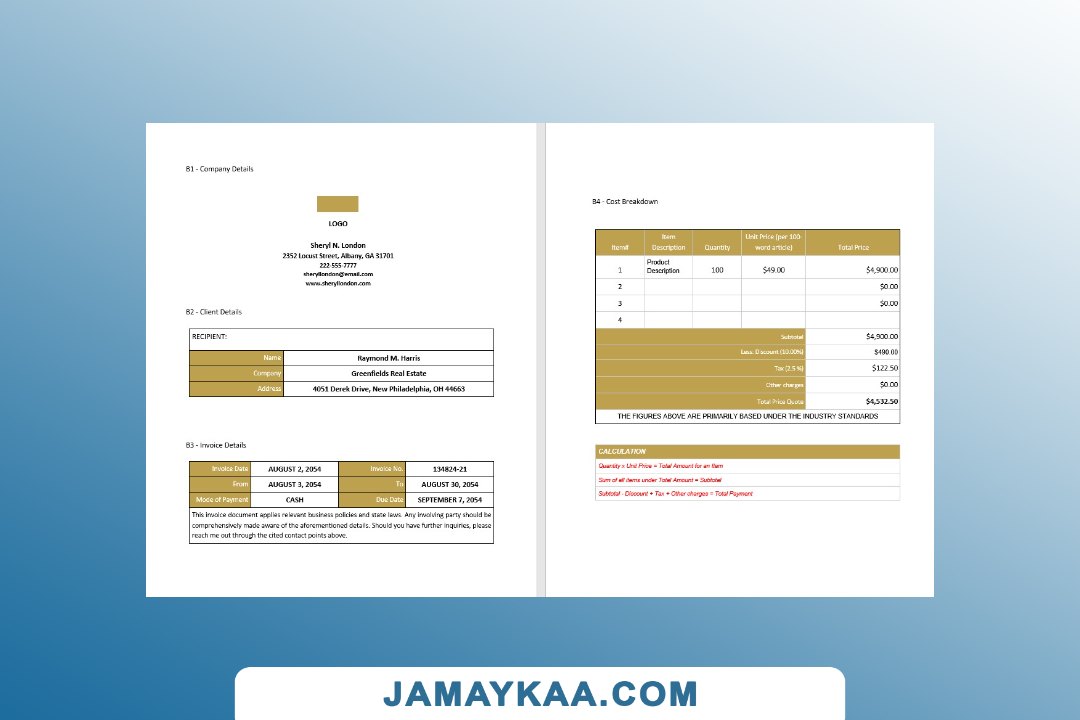 B1 - Company Details
LOGO
Sheryl N. London
2352 Locust Street, Albany, GA 31701
222-555-7777
sheryllondon@email.com
www.sheryllondon.com
B2 - Client Details
RECIPIENT:
Name Raymond M. Harris
Company Greenfields Real Estate
Address 4051 Derek Drive, New Philadelphia, OH 44663
B3 - Invoice Details
Invoice Date AUGUST 2, 2054 Invoice No. 134824-21
From AUGUST 3, 2054 To AUGUST 30, 2054
Mode of Payment CASH Due Date SEPTEMBER 7, 2054
This invoice document applies relevant business policies and state laws. Any involving party should be
comprehensively made aware of the aforementioned details. Should you have further inquiries, please
reach me out through the cited contact points above.
B4 - Cost Breakdown
Item# Item Description Quantity Unit Price (per 100-word article) Total Price
1 Product Description 100 $49.00 $4,900.00
2 $0.00
3 $0.00
4
Subtotal $4,900.00
Less: Discount (10.00%) $490.00
Tax (2.5 %) $122.50
Other charges $0.00
Total Price Quote $4,532.50
THE FIGURES ABOVE ARE PRIMARILY BASED UNDER THE INDUSTRY STANDARDS
CALCULATION
Quantity x Unit Price = Total Amount for an Item
Sum of all items under Total Amount = Subtotal
Subtotal - Discount + Tax + Other charges = Total Payment
JAMAYKAA.COM